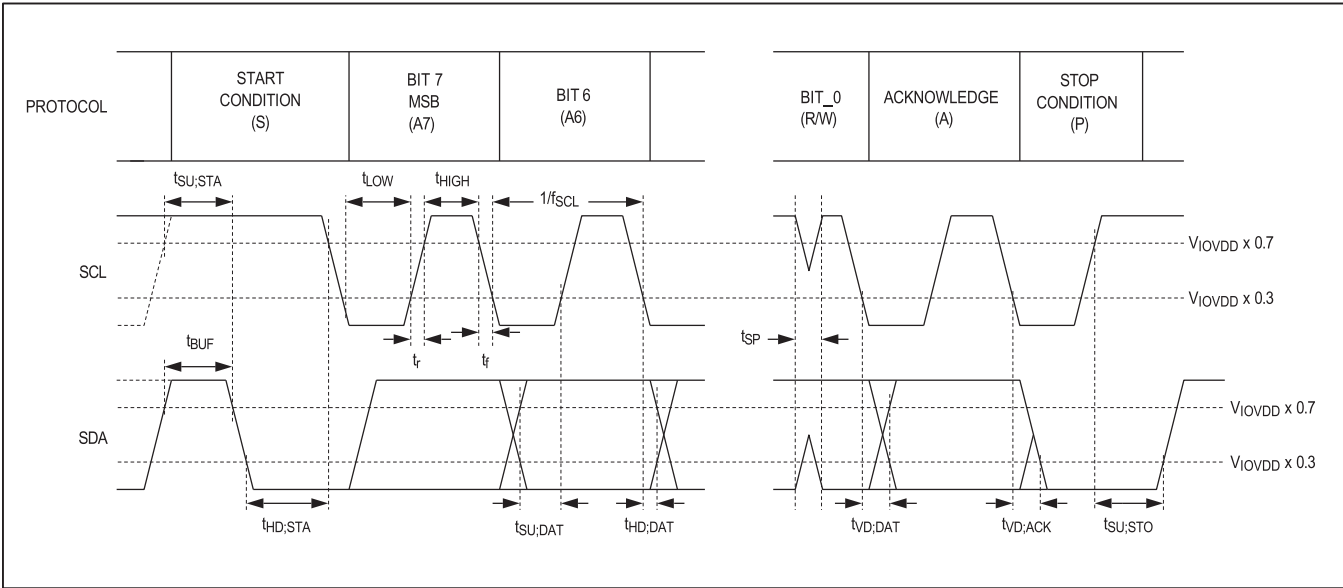 PROTOCOL
START
CONDITION
(S)
BIT 7
MSB
(A7)
BIT 6
(A6)
BIT_0
(R/W)
ACKNOWLEDGE
(A)
STOP
CONDITION
(P)
tSU;STA
tLOW
tHIGH
1/fSCL
SCL
VIOVDD x 0.7
VIOVDD x 0.3
tBUF
tr
tf
tSP
SDA
VIOVDD x 0.7
VIOVDD x 0.3
tHD;STA
tSU;DAT
tHD;DAT
tVD;DAT
tVD;ACK
tSU;STO